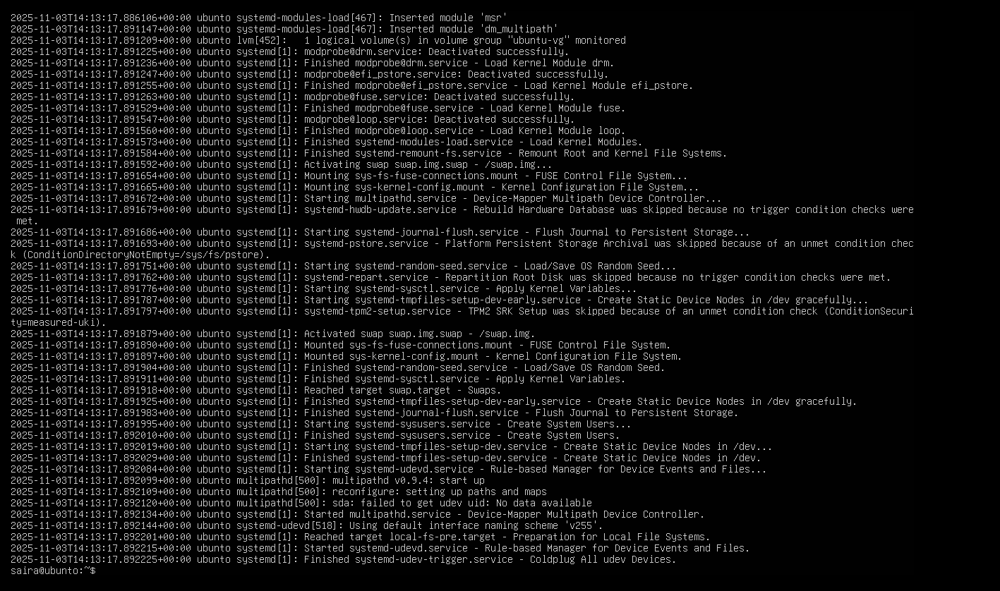 2025-11-03T14:13:17.886106+00:00 ubunto systemd-modules-load[467]: Inserted module 'msr'
2025-11-03T14:13:17.891147+00:00 ubunto systemd-modules-load[467]: Inserted module 'dm_multipath'
2025-11-03T14:13:17.891209+00:00 ubunto lvm[452]:   1 logical volume(s) in volume group "ubuntu-vg" monitored
2025-11-03T14:13:17.891225+00:00 ubunto systemd[1]: modprobe@drm.service: Deactivated successfully.
2025-11-03T14:13:17.891236+00:00 ubunto systemd[1]: Finished modprobe@drm.service - Load Kernel Module drm.
2025-11-03T14:13:17.891247+00:00 ubunto systemd[1]: modprobe@efi_pstore.service: Deactivated successfully.
2025-11-03T14:13:17.891255+00:00 ubunto systemd[1]: Finished modprobe@efi_pstore.service - Load Kernel Module efi_pstore.
2025-11-03T14:13:17.891263+00:00 ubunto systemd[1]: modprobe@fuse.service: Deactivated successfully.
2025-11-03T14:13:17.891529+00:00 ubunto systemd[1]: Finished modprobe@fuse.service - Load Kernel Module fuse.
2025-11-03T14:13:17.891547+00:00 ubunto systemd[1]: modprobe@loop.service: Deactivated successfully.
2025-11-03T14:13:17.891560+00:00 ubunto systemd[1]: Finished modprobe@loop.service - Load Kernel Module loop.
2025-11-03T14:13:17.891573+00:00 ubunto systemd[1]: Finished systemd-modules-load.service - Load Kernel Modules.
2025-11-03T14:13:17.891584+00:00 ubunto systemd[1]: Finished systemd-remount-fs.service - Remount Root and Kernel File Systems.
2025-11-03T14:13:17.891592+00:00 ubunto systemd[1]: Activating swap swap.img.swap - /swap.img...
2025-11-03T14:13:17.891654+00:00 ubunto systemd[1]: Mounting sys-fs-fuse-connections.mount - FUSE Control File System...
2025-11-03T14:13:17.891665+00:00 ubunto systemd[1]: Mounting sys-kernel-config.mount - Kernel Configuration File System...
2025-11-03T14:13:17.891672+00:00 ubunto systemd[1]: Starting multipathd.service - Device-Mapper Multipath Device Controller...
2025-11-03T14:13:17.891679+00:00 ubunto systemd[1]: systemd-hwdb-update.service - Rebuild Hardware Database was skipped because no trigger condition checks were
 met.
2025-11-03T14:13:17.891686+00:00 ubunto systemd[1]: Starting systemd-journal-flush.service - Flush Journal to Persistent Storage...
2025-11-03T14:13:17.891693+00:00 ubunto systemd[1]: systemd-pstore.service - Platform Persistent Storage Archival was skipped because of an unmet condition chec
k (ConditionDirectoryNotEmpty=/sys/fs/pstore).
2025-11-03T14:13:17.891751+00:00 ubunto systemd[1]: Starting systemd-random-seed.service - Load/Save OS Random Seed...
2025-11-03T14:13:17.891762+00:00 ubunto systemd[1]: systemd-repart.service - Repartition Root Disk was skipped because no trigger condition checks were met.
2025-11-03T14:13:17.891776+00:00 ubunto systemd[1]: Starting systemd-sysctl.service - Apply Kernel Variables...
2025-11-03T14:13:17.891787+00:00 ubunto systemd[1]: Starting systemd-tmpfiles-setup-dev-early.service - Create Static Device Nodes in /dev gracefully...
2025-11-03T14:13:17.891797+00:00 ubunto systemd[1]: systemd-tpm2-setup.service - TPM2 SRK Setup was skipped because of an unmet condition check (ConditionSecuri
ty=measured-uki).
2025-11-03T14:13:17.891879+00:00 ubunto systemd[1]: Activated swap swap.img.swap - /swap.img.
2025-11-03T14:13:17.891890+00:00 ubunto systemd[1]: Mounted sys-fs-fuse-connections.mount - FUSE Control File System.
2025-11-03T14:13:17.891897+00:00 ubunto systemd[1]: Mounted sys-kernel-config.mount - Kernel Configuration File System.
2025-11-03T14:13:17.891904+00:00 ubunto systemd[1]: Finished systemd-random-seed.service - Load/Save OS Random Seed.
2025-11-03T14:13:17.891911+00:00 ubunto systemd[1]: Finished systemd-sysctl.service - Apply Kernel Variables.
2025-11-03T14:13:17.891918+00:00 ubunto systemd[1]: Reached target swap.target - Swaps.
2025-11-03T14:13:17.891925+00:00 ubunto systemd[1]: Finished systemd-tmpfiles-setup-dev-early.service - Create Static Device Nodes in /dev gracefully.
2025-11-03T14:13:17.891983+00:00 ubunto systemd[1]: Finished systemd-journal-flush.service - Flush Journal to Persistent Storage.
2025-11-03T14:13:17.891995+00:00 ubunto systemd[1]: Starting systemd-sysusers.service - Create System Users...
2025-11-03T14:13:17.892010+00:00 ubunto systemd[1]: Finished systemd-sysusers.service - Create System Users.
2025-11-03T14:13:17.892019+00:00 ubunto systemd[1]: Starting systemd-tmpfiles-setup-dev.service - Create Static Device Nodes in /dev...
2025-11-03T14:13:17.892029+00:00 ubunto systemd[1]: Finished systemd-tmpfiles-setup-dev.service - Create Static Device Nodes in /dev.
2025-11-03T14:13:17.892084+00:00 ubunto systemd[1]: Starting systemd-udevd.service - Rule-based Manager for Device Events and Files...
2025-11-03T14:13:17.892099+00:00 ubunto multipathd[500]: multipathd v0.9.4: start up
2025-11-03T14:13:17.892109+00:00 ubunto multipathd[500]: reconfigure: setting up paths and maps
2025-11-03T14:13:17.892120+00:00 ubunto multipathd[500]: sda: failed to get udev uid: No data available
2025-11-03T14:13:17.892134+00:00 ubunto systemd[1]: Started multipathd.service - Device-Mapper Multipath Device Controller.
2025-11-03T14:13:17.892144+00:00 ubunto systemd-udevd[518]: Using default interface naming scheme 'v255'.
2025-11-03T14:13:17.892201+00:00 ubunto systemd[1]: Reached target local-fs-pre.target - Preparation for Local File Systems.
2025-11-03T14:13:17.892215+00:00 ubunto systemd[1]: Started systemd-udevd.service - Rule-based Manager for Device Events and Files.
2025-11-03T14:13:17.892225+00:00 ubunto systemd[1]: Finished systemd-udev-trigger.service - Coldplug All udev Devices.
saira@ubunto:~$